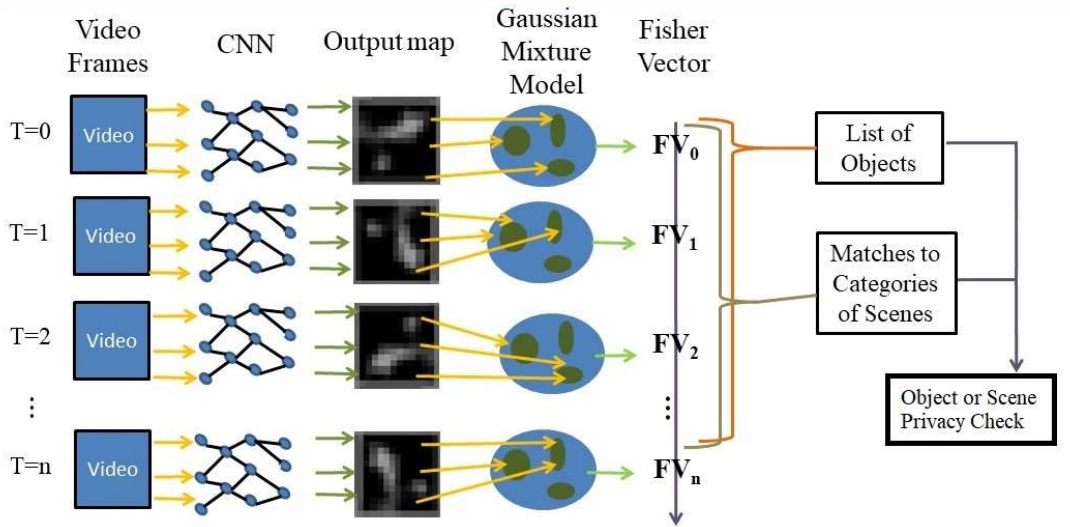 Video
Frames
CNN
Output map
Gaussian
Mixture
Model
Fisher
Vector
T=0
Video
FV0
List of
Objects
T=1
Video
FV1
Matches to
Categories
of Scenes
T=2
Video
FV2
...
...
Object or Scene
Privacy Check
T=n
Video
FVn